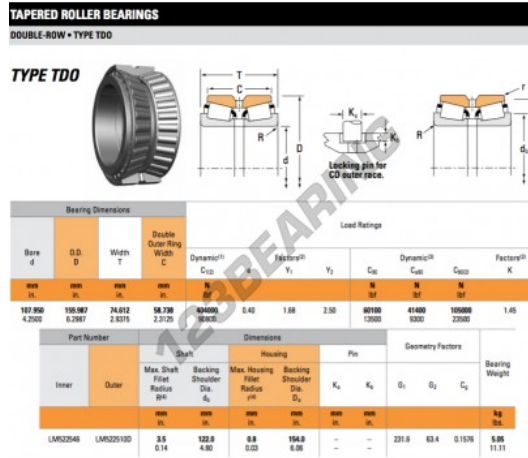 TAPERED ROLLER BEARINGS
DOUBLE-ROW • TYPE TDO
TYPE TDO
T
C
R
d
D
Kₐ
Locking pin for
CD outer race.
r
R
123BEARINGS
Bearing Dimensions
Load Ratings
Bore
d
O.D.
D
Width
T
Double
Outer Ring
Width
C
Dynamic(1)
C1(2)
Factors(2)
e
Y1
Y2
Dynamic(3)
C90
Ca90
C90(2)
Factors(2)
K
mm mm mm mm N N N N
in. in. in. in. lbf lbf lbf lbf
107.950 159.987 74.612 58.738 404000 0.40 1.68 2.50 60100 41400 105000 1.45
4.2500 6.2987 2.9375 2.3125 90800 13500 9300 23500
Part Number
Dimensions
Geometry Factors
Bearing
Weight
Shaft
Housing
Pin
Inner
Outer
Max. Shaft
Fillet
Radius
R(4)
Backing
Shoulder
Dia.
Max. Housing
Fillet
Radius
r(4)
Backing
Shoulder
Dia.
G1
G2
Cg
mm mm mm mm mm mm kg
in. in. in. in. in. in. lbs.
LM522546 LM522510D 3.5 122.0 0.8 154.0 – – 231.6 63.4 0.1576 5.05
0.14 4.80 0.03 6.06 – – 11.11